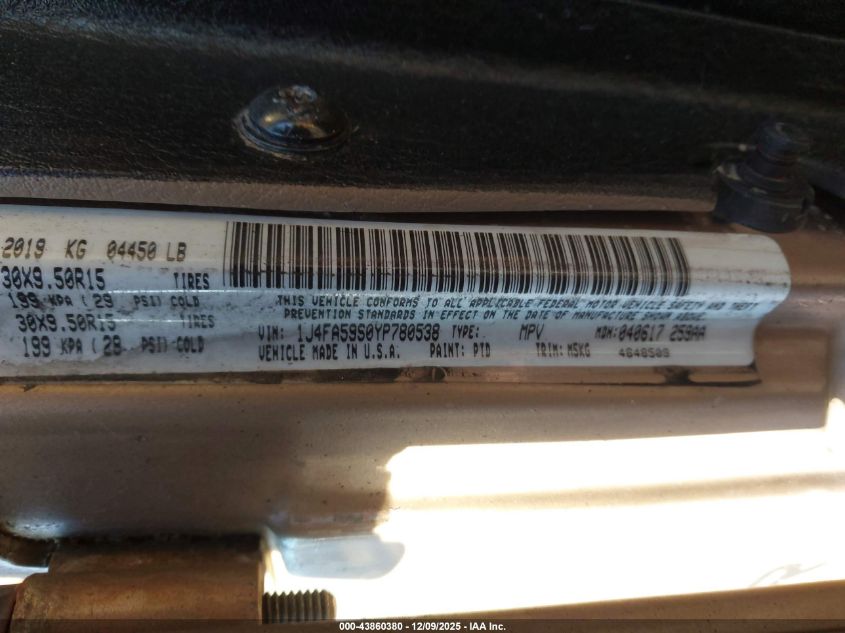 2019 KG 04450 LB
30X9.50R15 TIRES
199 KPA ( 29 PSI) COLD
30X9.50R15 TIRES
199 KPA ( 29 PSI) COLD
THIS VEHICLE CONFORMS TO ALL APPLICABLE FEDERAL MOTOR VEHICLE SAFETY AND THEFT
PREVENTION STANDARDS IN EFFECT ON THE DATE OF MANUFACTURE SHOWN ABOVE.
VIN: 1J4FA59S0YP780538 TYPE: MPV MDH: 040617 259AA
VEHICLE MADE IN U.S.A. PAINT: PTD TRIM: MSKG 4648509
000-43860380 - 12/09/2025 - IAA Inc.